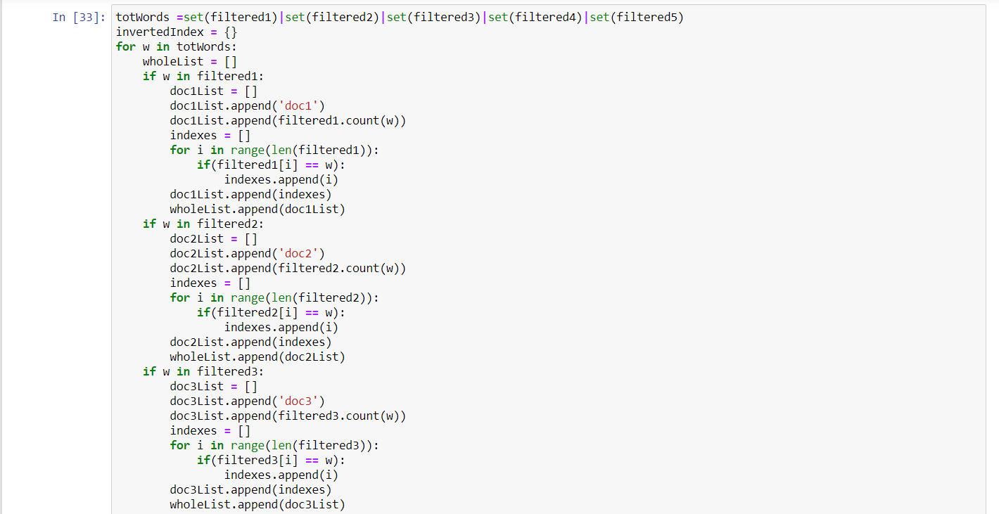 In [33]: totWords =set(filtered1)|set(filtered2)|set(filtered3)|set(filtered4)|set(filtered5)
invertedIndex = {}
for w in totWords:
    wholeList = []
    if w in filtered1:
        doc1List = []
        doc1List.append('doc1')
        doc1List.append(filtered1.count(w))
        indexes = []
        for i in range(len(filtered1)):
            if(filtered1[i] == w):
                indexes.append(i)
        doc1List.append(indexes)
        wholeList.append(doc1List)
    if w in filtered2:
        doc2List = []
        doc2List.append('doc2')
        doc2List.append(filtered2.count(w))
        indexes = []
        for i in range(len(filtered2)):
            if(filtered2[i] == w):
                indexes.append(i)
        doc2List.append(indexes)
        wholeList.append(doc2List)
    if w in filtered3:
        doc3List = []
        doc3List.append('doc3')
        doc3List.append(filtered3.count(w))
        indexes = []
        for i in range(len(filtered3)):
            if(filtered3[i] == w):
                indexes.append(i)
        doc3List.append(indexes)
        wholeList.append(doc3List)